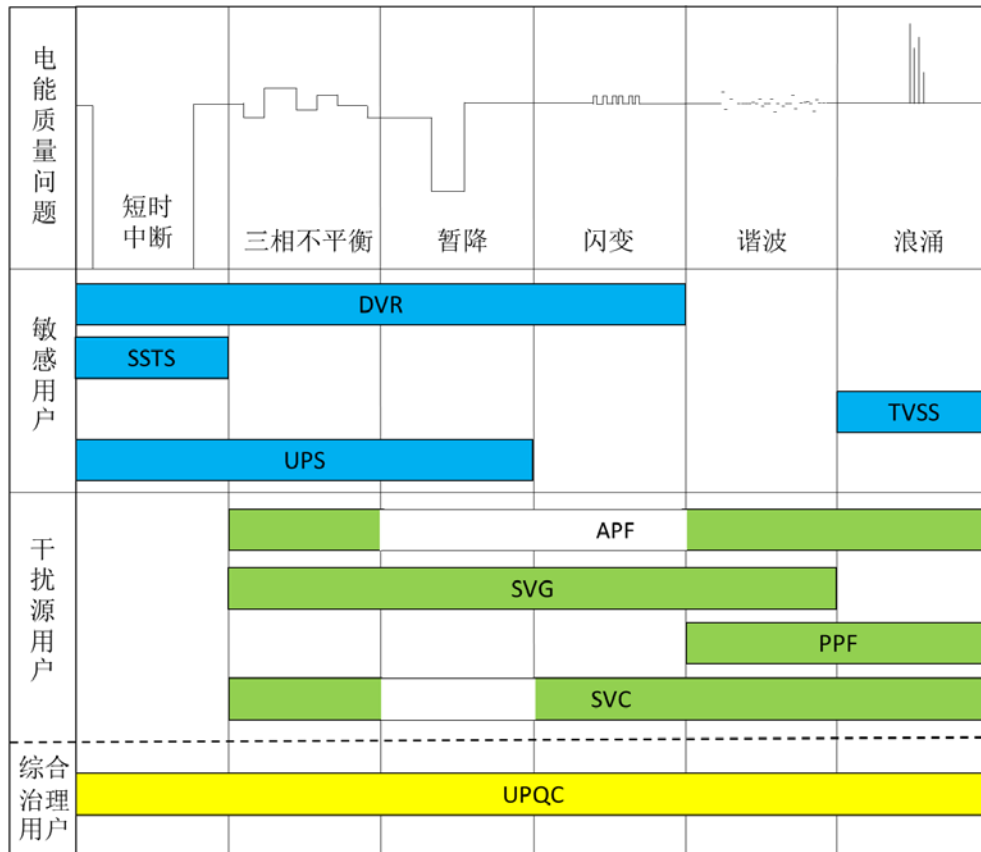 电能质量问题
短时
中断
三相不平衡
暂降
闪变
谐波
浪涌
敏感用户
DVR
SSTS
TVSS
UPS
干扰源用户
APF
SVG
PPF
SVC
综合
治理
用户
UPQC